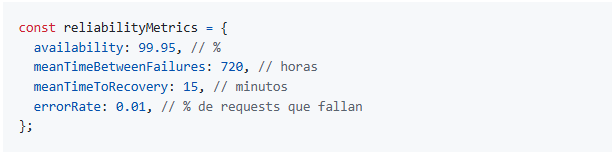 const reliabilityMetrics = {
  availability: 99.95, // %
  meanTimeBetweenFailures: 720, // horas
  meanTimeToRecovery: 15, // minutos
  errorRate: 0.01, // % de requests que fallan
};